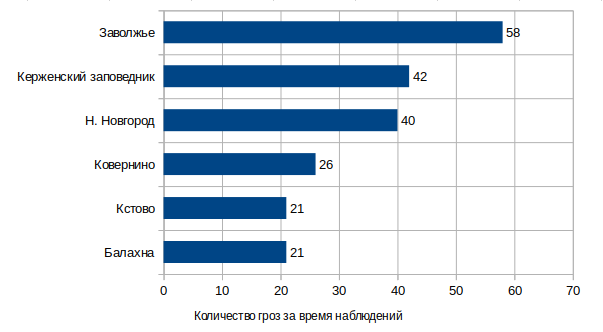 Заволжье 58
Керженский заповедник 42
Н. Новгород 40
Ковернино 26
Кстово 21
Балахна 21
0 10 20 30 40 50 60 70
Количество гроз за время наблюдений